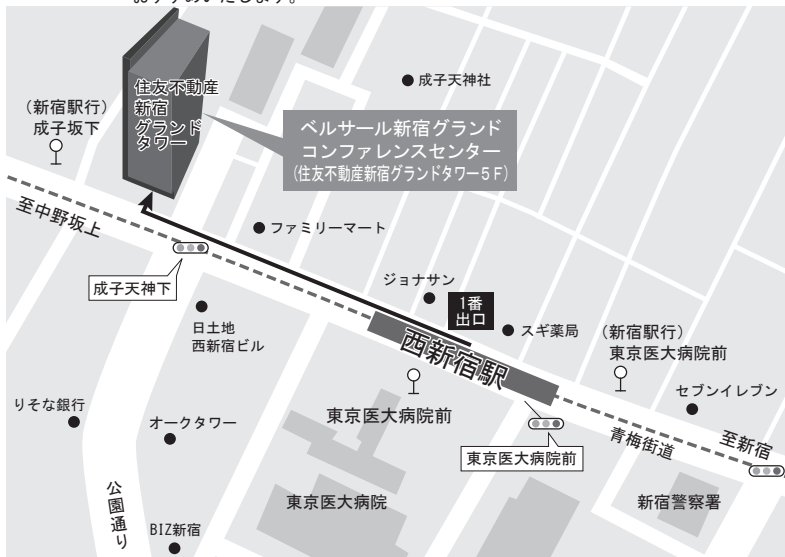 おすすめいたします。
住友不動産
新宿
グランド
タワー
成子天神社
（新宿駅行）
成子坂下
ベルサール新宿グランド
コンファレンスセンター
（住友不動産新宿グランドタワー5F）
至中野坂上
ファミリーマート
成子天神下
ジョナサン
1番
出口
日土地
西新宿ビル
スギ薬局
（新宿駅行）
東京医大病院前
西新宿駅
りそな銀行
オークタワー
東京医大病院前
セブンイレブン
東京医大病院前
青梅街道
至新宿
公園通り
東京医大病院
新宿警察署
BIZ新宿